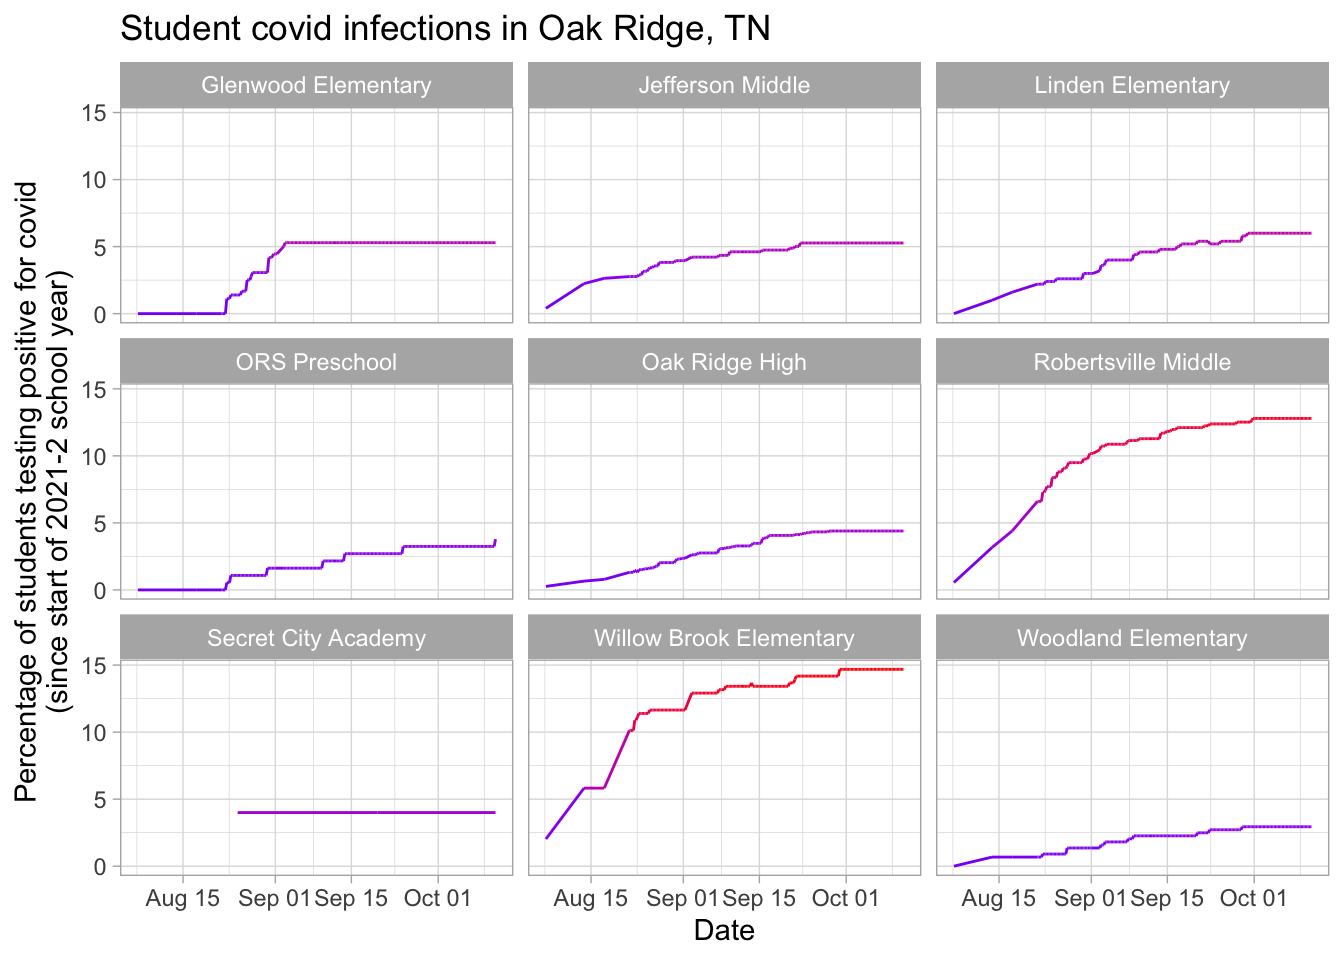 Student covid infections in Oak Ridge, TN
Percentage of students testing positive for covid
(since start of 2021-2 school year)
Glenwood Elementary
Jefferson Middle
Linden Elementary
15
10
5
0
ORS Preschool
Oak Ridge High
Robertsville Middle
15
10
5
0
Secret City Academy
Willow Brook Elementary
Woodland Elementary
15
10
5
0
Aug 15 Sep 01 Sep 15 Oct 01
Aug 15 Sep 01 Sep 15 Oct 01
Aug 15 Sep 01 Sep 15 Oct 01
Date